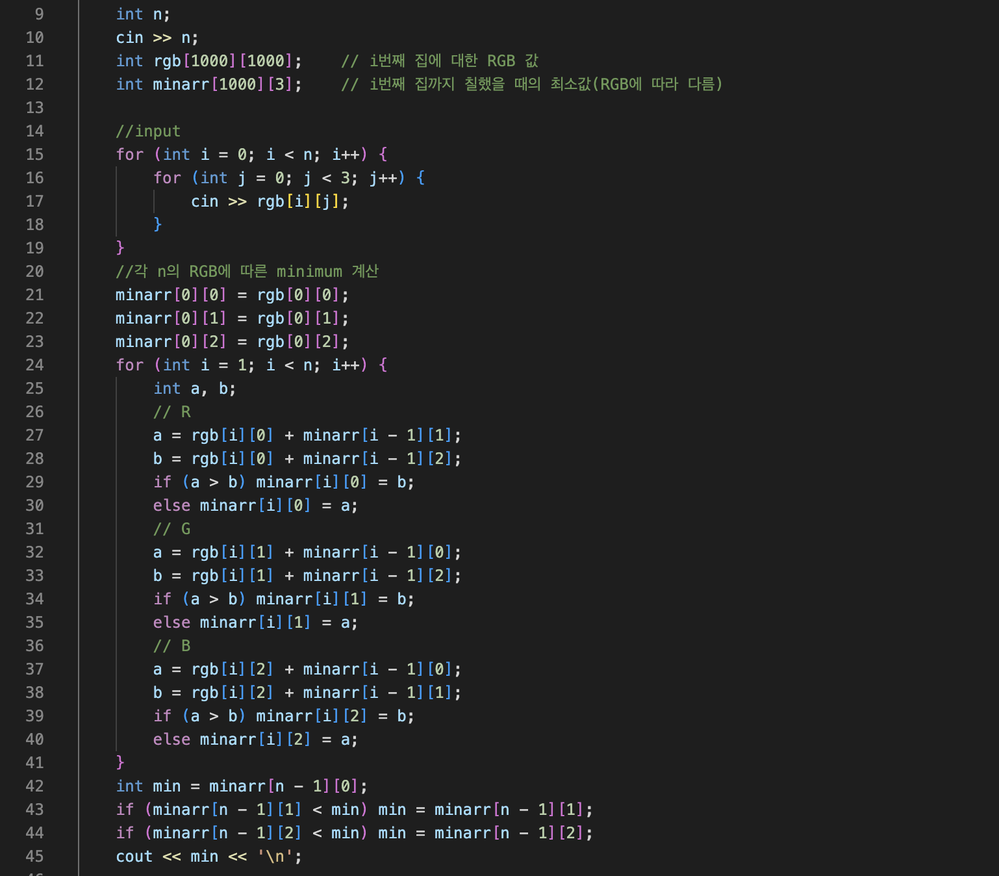 9 int n;
10 cin >> n;
11 int rgb[1000][1000]; // i번째 집에 대한 RGB 값
12 int minarr[1000][3]; // i번째 집까지 칠했을 때의 최소값(RGB에 따라 다름)
13
14 //input
15 for (int i = 0; i < n; i++) {
16 for (int j = 0; j < 3; j++) {
17 cin >> rgb[i][j];
18 }
19 }
20 //각 n의 RGB에 따른 minimum 계산
21 minarr[0][0] = rgb[0][0];
22 minarr[0][1] = rgb[0][1];
23 minarr[0][2] = rgb[0][2];
24 for (int i = 1; i < n; i++) {
25 int a, b;
26 // R
27 a = rgb[i][0] + minarr[i - 1][1];
28 b = rgb[i][0] + minarr[i - 1][2];
29 if (a > b) minarr[i][0] = b;
30 else minarr[i][0] = a;
31 // G
32 a = rgb[i][1] + minarr[i - 1][0];
33 b = rgb[i][1] + minarr[i - 1][2];
34 if (a > b) minarr[i][1] = b;
35 else minarr[i][1] = a;
36 // B
37 a = rgb[i][2] + minarr[i - 1][0];
38 b = rgb[i][2] + minarr[i - 1][1];
39 if (a > b) minarr[i][2] = b;
40 else minarr[i][2] = a;
41 }
42 int min = minarr[n - 1][0];
43 if (minarr[n - 1][1] < min) min = minarr[n - 1][1];
44 if (minarr[n - 1][2] < min) min = minarr[n - 1][2];
45 cout << min << '\n';